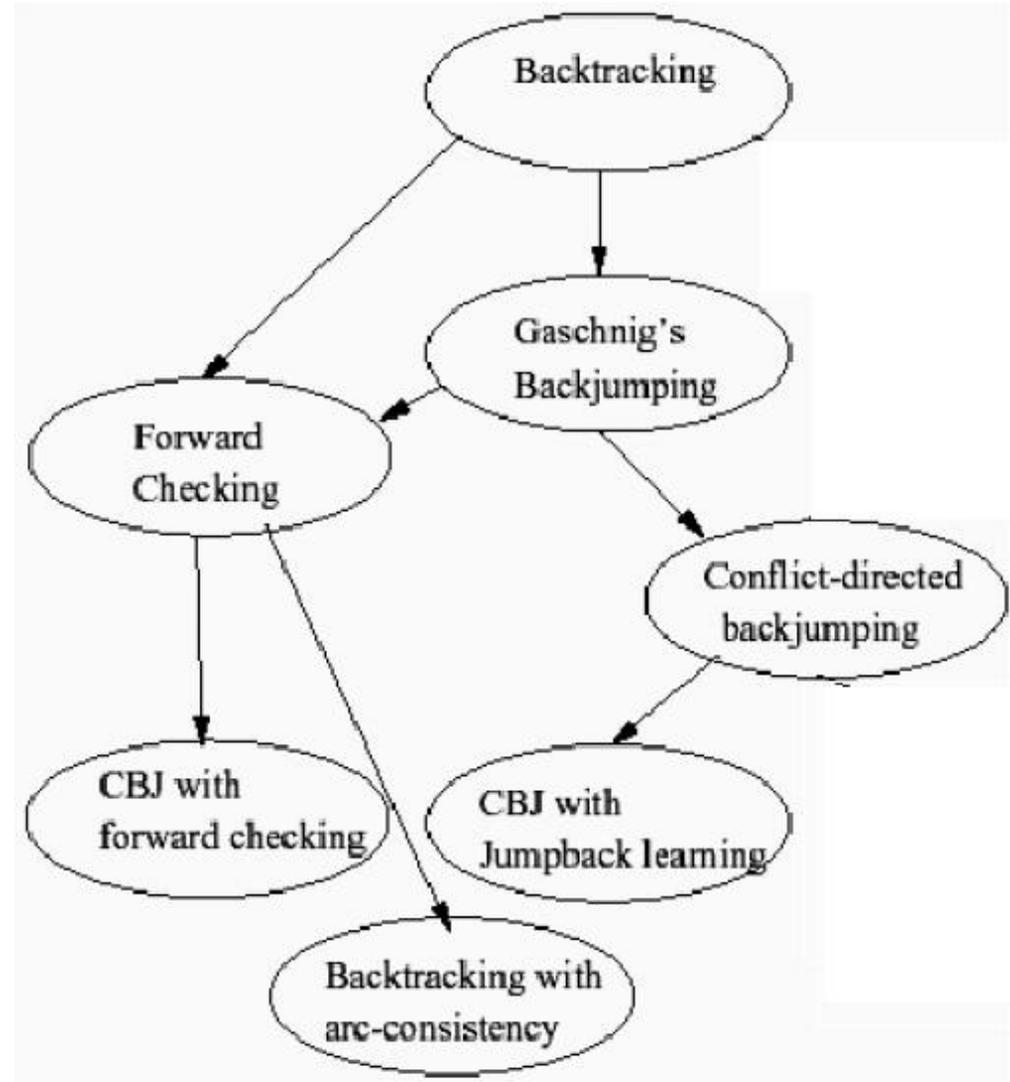 Backtracking
Gaschnig's
Backjumping
Forward
Checking
Conflict-directed
backjumping
CBJ with
forward checking
CBJ with
Jumpback learning
Backtracking with
arc-consistency